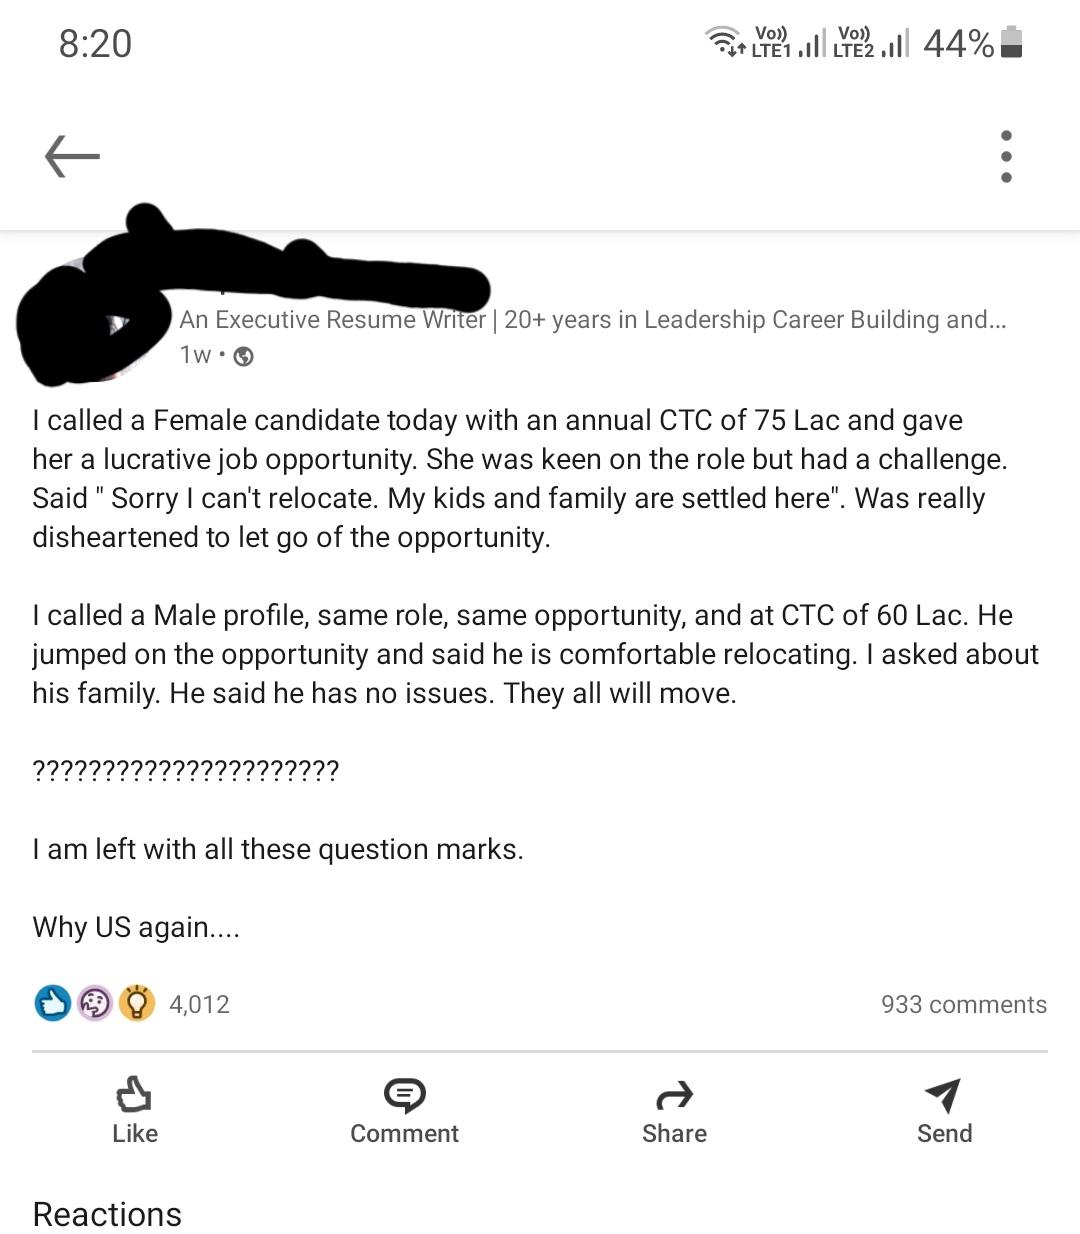 8:20
Vo)) LTE1 Vo)) LTE2 44%
An Executive Resume Writer | 20+ years in Leadership Career Building and...
1w •
I called a Female candidate today with an annual CTC of 75 Lac and gave
her a lucrative job opportunity. She was keen on the role but had a challenge.
Said " Sorry I can't relocate. My kids and family are settled here". Was really
disheartened to let go of the opportunity.
I called a Male profile, same role, same opportunity, and at CTC of 60 Lac. He
jumped on the opportunity and said he is comfortable relocating. I asked about
his family. He said he has no issues. They all will move.
??????????????????????
I am left with all these question marks.
Why US again....
4,012 933 comments
Like Comment Share Send
Reactions